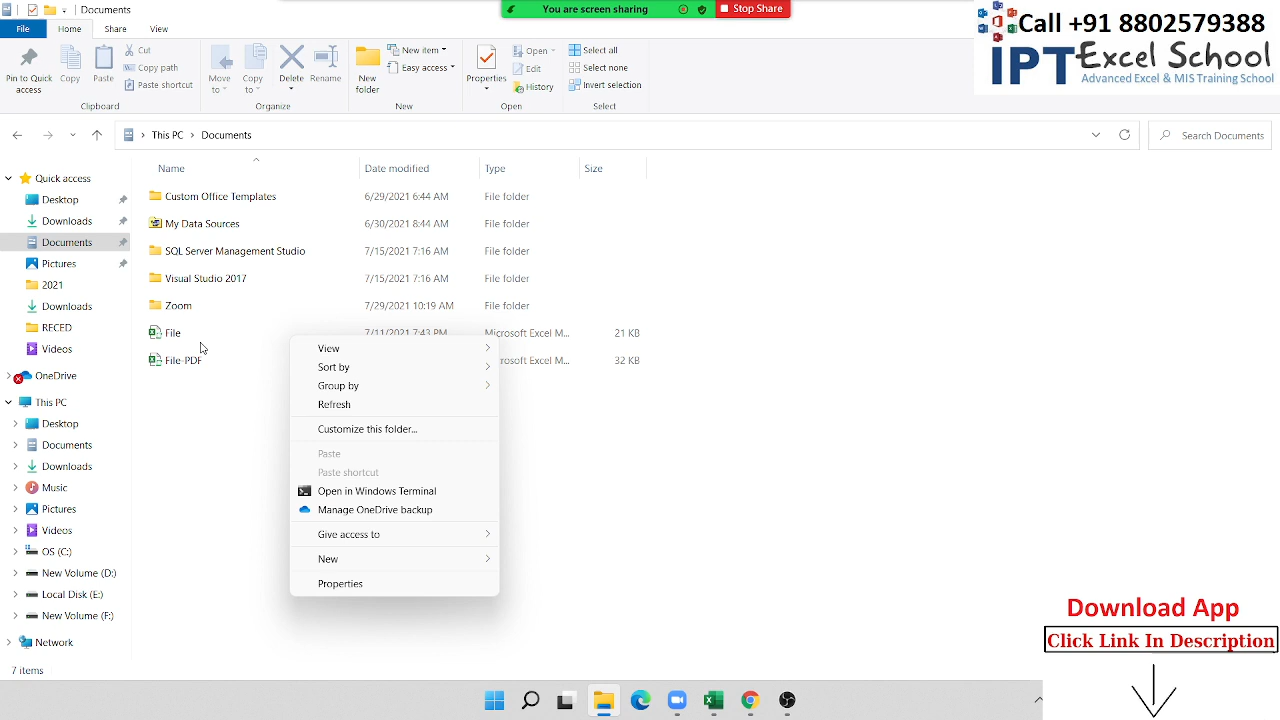 Documents
You are screen sharing
Stop Share
File
Home
Share
View
Pin to Quick access
Copy
Paste
Cut
Copy path
Paste shortcut
Clipboard
Move to
Copy to
Delete
Rename
Organize
New folder
New item
Easy access
New
Properties
Open
Edit
History
Open
Select all
Select none
Invert selection
Select
Call +91 8802579388
IPT Excel School
Advanced Excel & MIS Training School
This PC > Documents
Search Documents
Name
Date modified
Type
Size
Quick access
Desktop
Downloads
Documents
Pictures
2021
Downloads
RECED
Videos
OneDrive
This PC
Desktop
Documents
Downloads
Music
Pictures
Videos
OS (C:)
New Volume (D:)
Local Disk (E:)
New Volume (F:)
Network
Custom Office Templates 6/29/2021 6:44 AM File folder
My Data Sources 6/30/2021 8:44 AM File folder
SQL Server Management Studio 7/15/2021 7:16 AM File folder
Visual Studio 2017 7/15/2021 7:16 AM File folder
Zoom 7/29/2021 10:19 AM File folder
File 7/11/2021 7:43 PM Microsoft Excel M... 21 KB
File-PDF crosoft Excel M... 32 KB
View
Sort by
Group by
Refresh
Customize this folder...
Paste
Paste shortcut
Open in Windows Terminal
Manage OneDrive backup
Give access to
New
Properties
Download App
Click Link In Description
7 items